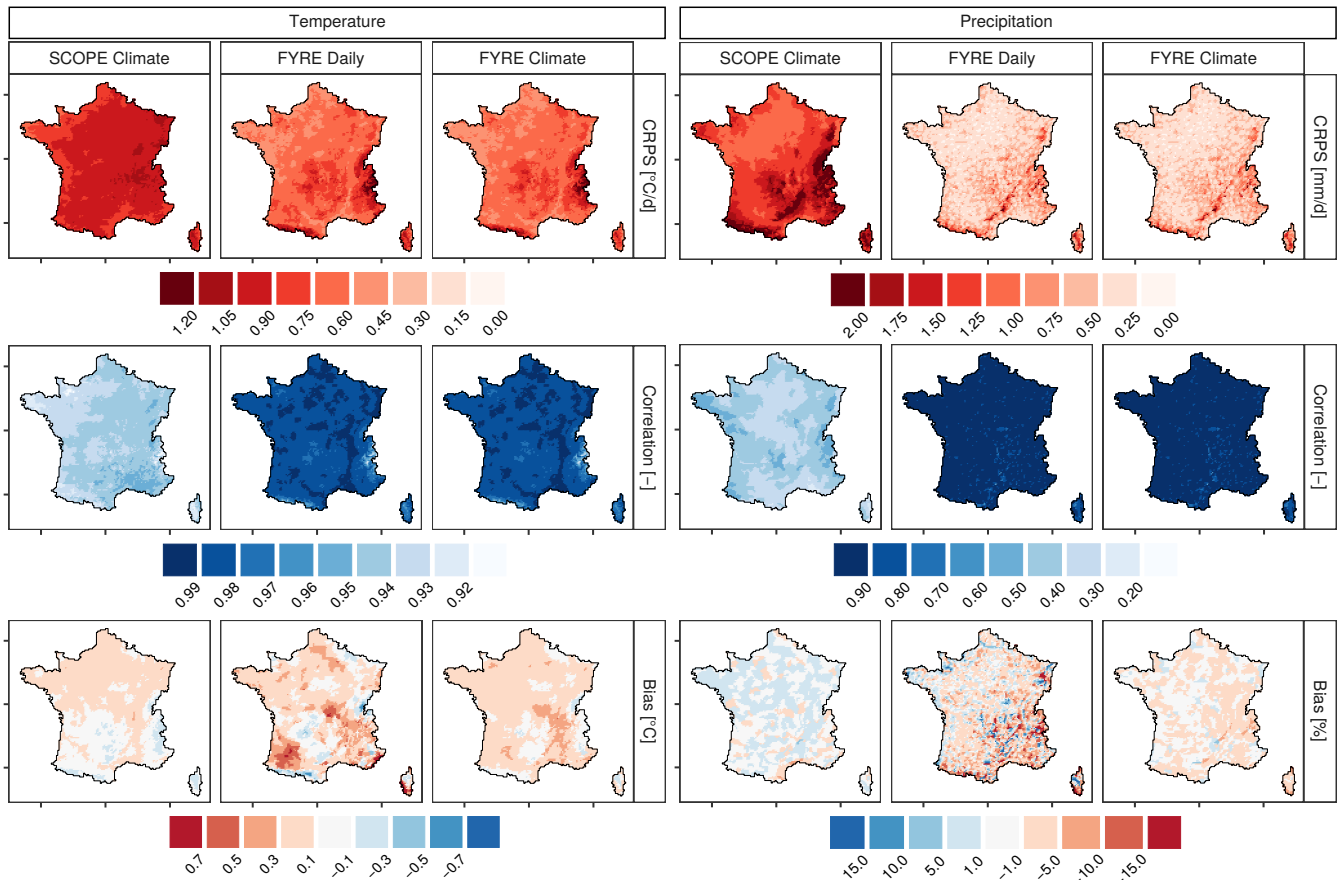 Temperature
Precipitation
SCOPE Climate
FYRE Daily
FYRE Climate
SCOPE Climate
FYRE Daily
FYRE Climate
CRPS [°C/d]
CRPS [mm/d]
1.20 1.05 0.90 0.75 0.60 0.45 0.30 0.15 0.00
2.00 1.75 1.50 1.25 1.00 0.75 0.50 0.25 0.00
Correlation [−]
Correlation [−]
0.99 0.98 0.97 0.96 0.95 0.94 0.93 0.92
0.90 0.80 0.70 0.60 0.50 0.40 0.30 0.20
Bias [°C]
Bias [%]
0.7 0.5 0.3 0.1 −0.1 −0.3 −0.5 −0.7
15.0 10.0 5.0 1.0 −1.0 −5.0 −10.0 −15.0